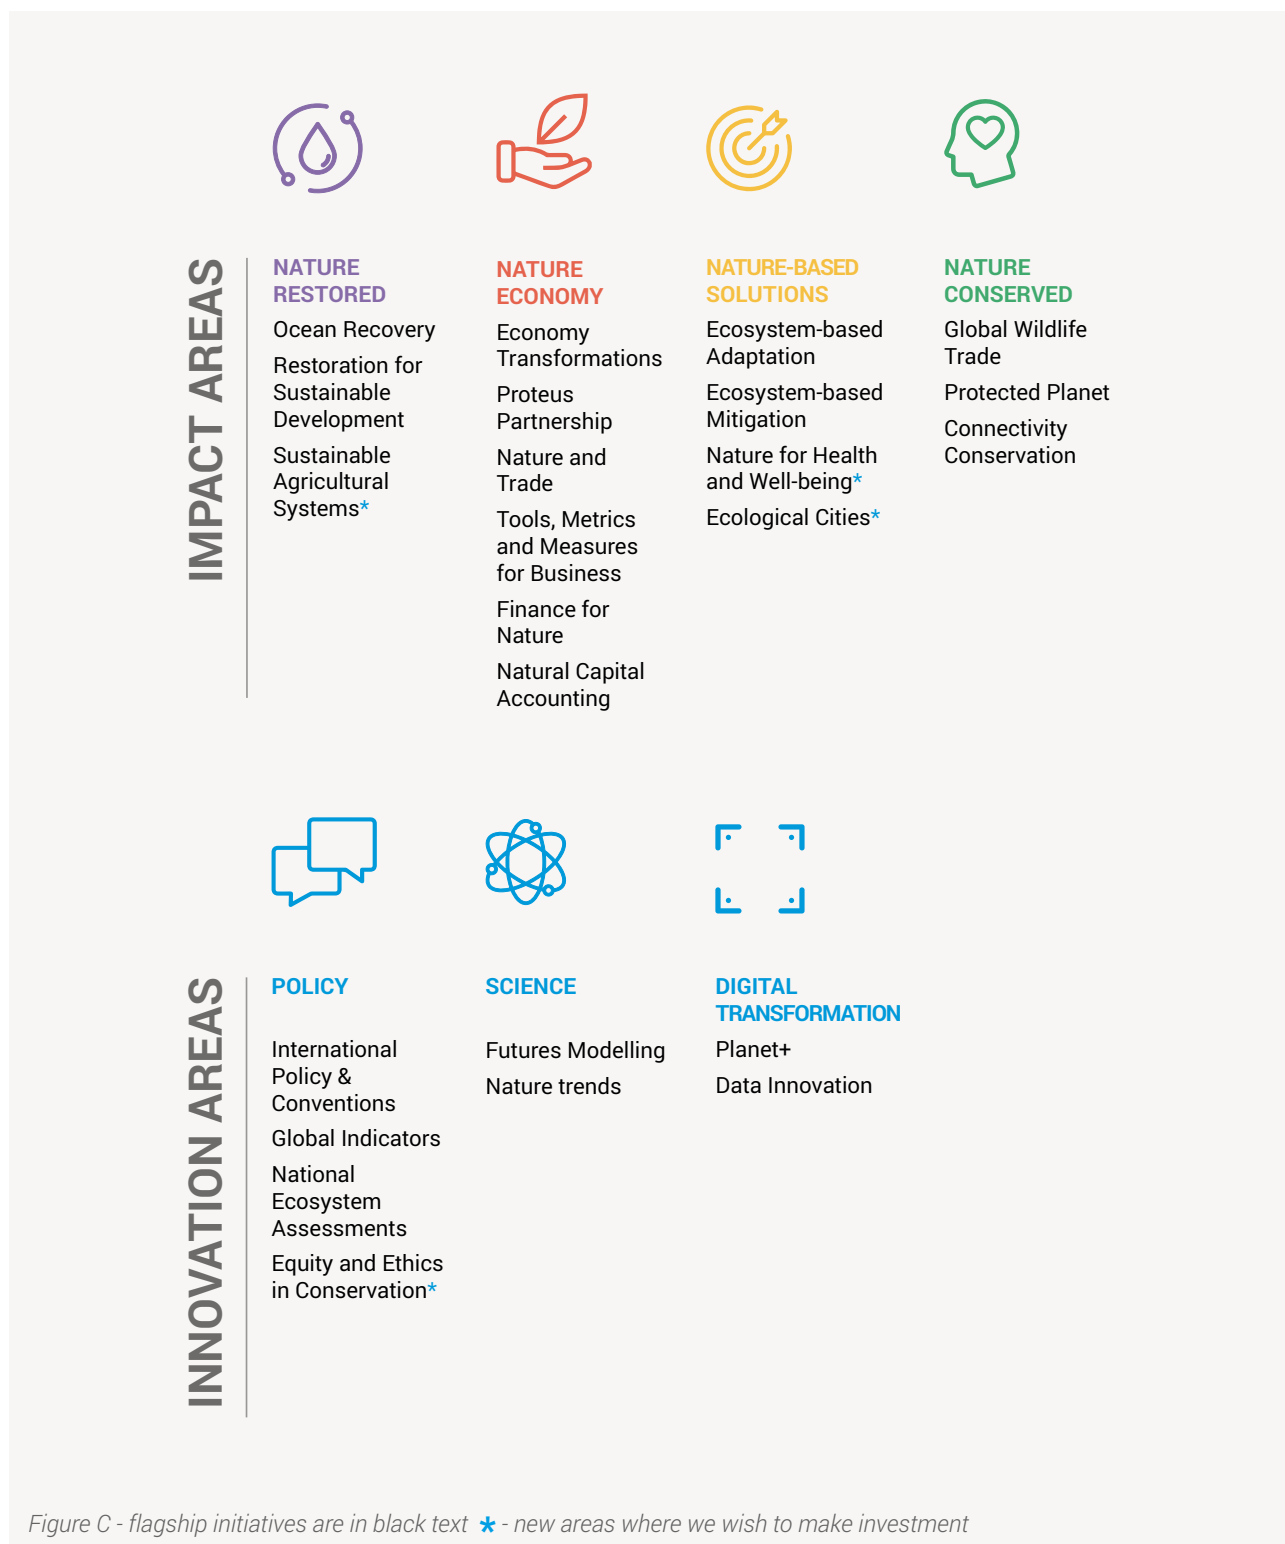 IMPACT AREAS
NATURE
RESTORED
Ocean Recovery
Restoration for
Sustainable
Development
Sustainable
Agricultural
Systems*
NATURE
ECONOMY
Economy
Transformations
Proteus
Partnership
Nature and
Trade
Tools, Metrics
and Measures
for Business
Finance for
Nature
Natural Capital
Accounting
NATURE-BASED
SOLUTIONS
Ecosystem-based
Adaptation
Ecosystem-based
Mitigation
Nature for Health
and Well-being*
Ecological Cities*
NATURE
CONSERVED
Global Wildlife
Trade
Protected Planet
Connectivity
Conservation
INNOVATION AREAS
POLICY
International
Policy &
Conventions
Global Indicators
National
Ecosystem
Assessments
Equity and Ethics
in Conservation*
SCIENCE
Futures Modelling
Nature trends
DIGITAL
TRANSFORMATION
Planet+
Data Innovation
Figure C - flagship initiatives are in black text * - new areas where we wish to make investment